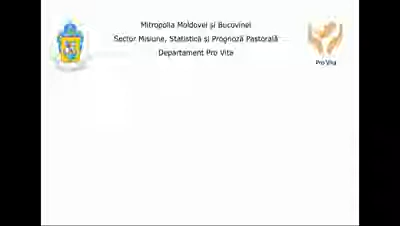 Mitropolia Moldovei și Bucovinei
Sector Misiune, Statistică și Prognoză Pastorală
Departament Pro Vita
Pro Vita